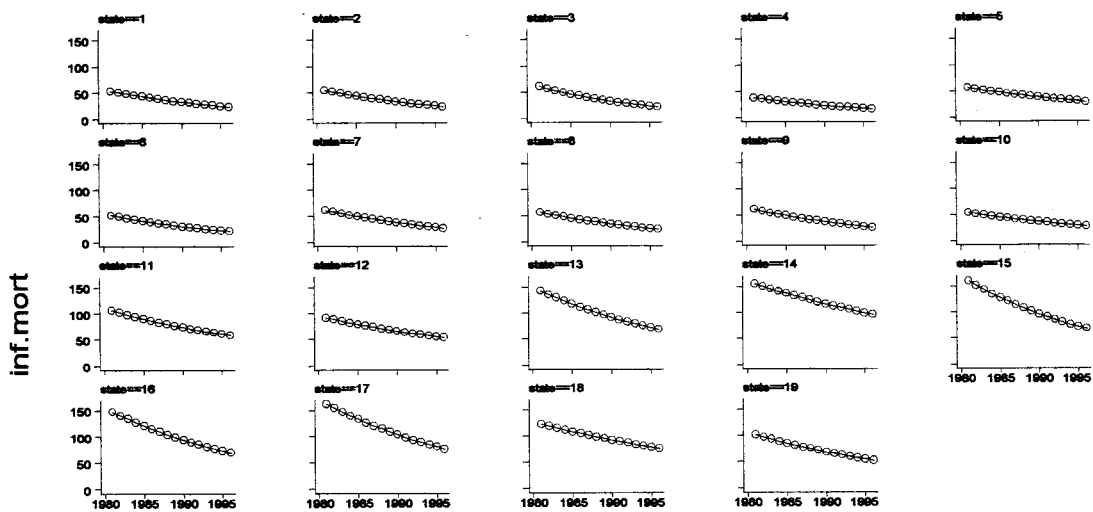 state==1 state==2 state==3 state==4 state==5
150
100
50
0
1980 1985 1990 1995
state==6 state==7 state==8 state==9 state==10
150
100
50
0
state==11 state==12 state==13 state==14 state==15
150
100
50
0
inf.mort
1980 1985 1990 1995
state==16 state==17 state==18 state==19
150
100
50
0
1980 1985 1990 1995 1980 1985 1990 1995 1980 1985 1990 1995 1980 1985 1990 1995